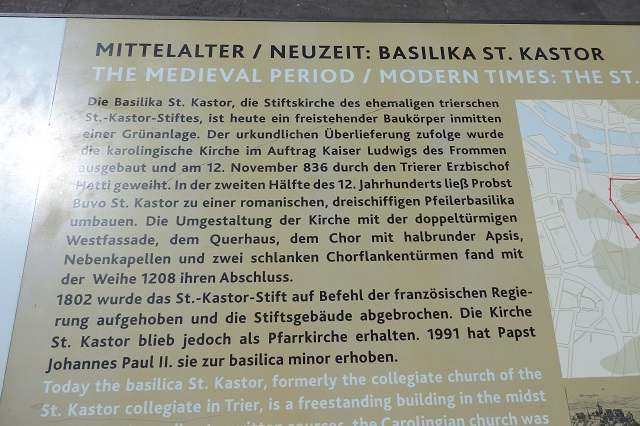 MITTELALTER / NEUZEIT: BASILIKA ST. KASTOR
THE MEDIEVAL PERIOD / MODERN TIMES: THE ST.
Die Basilika St. Kastor, die Stiftskirche des ehemaligen trierschen
St.-Kastor-Stiftes, ist heute ein freistehender Baukörper inmitten
einer Grünanlage. Der urkundlichen Überlieferung zufolge wurde
die karolingische Kirche im Auftrag Kaiser Ludwigs des Frommen
ausgebaut und am 12. November 836 durch den Trierer Erzbischof
Hetti geweiht. In der zweiten Hälfte des 12. Jahrhunderts ließ Probst
Buvo St. Kastor zu einer romanischen, dreischiffigen Pfeilerbasilika
umbauen. Die Umgestaltung der Kirche mit der doppeltürmigen
Westfassade, dem Querhaus, dem Chor mit halbrunder Apsis,
Nebenkapellen und zwei schlanken Chorflankentürmen fand mit
der Weihe 1208 ihren Abschluss.
1802 wurde das St.-Kastor-Stift auf Befehl der französischen Regie-
rung aufgehoben und die Stiftsgebäude abgebrochen. Die Kirche
St. Kastor blieb jedoch als Pfarrkirche erhalten. 1991 hat Papst
Johannes Paul II. sie zur basilica minor erhoben.
Today the basilica St. Kastor, formerly the collegiate church of the
St. Kastor collegiate in Trier, is a freestanding building in the midst
written sources, the Carolingian church was